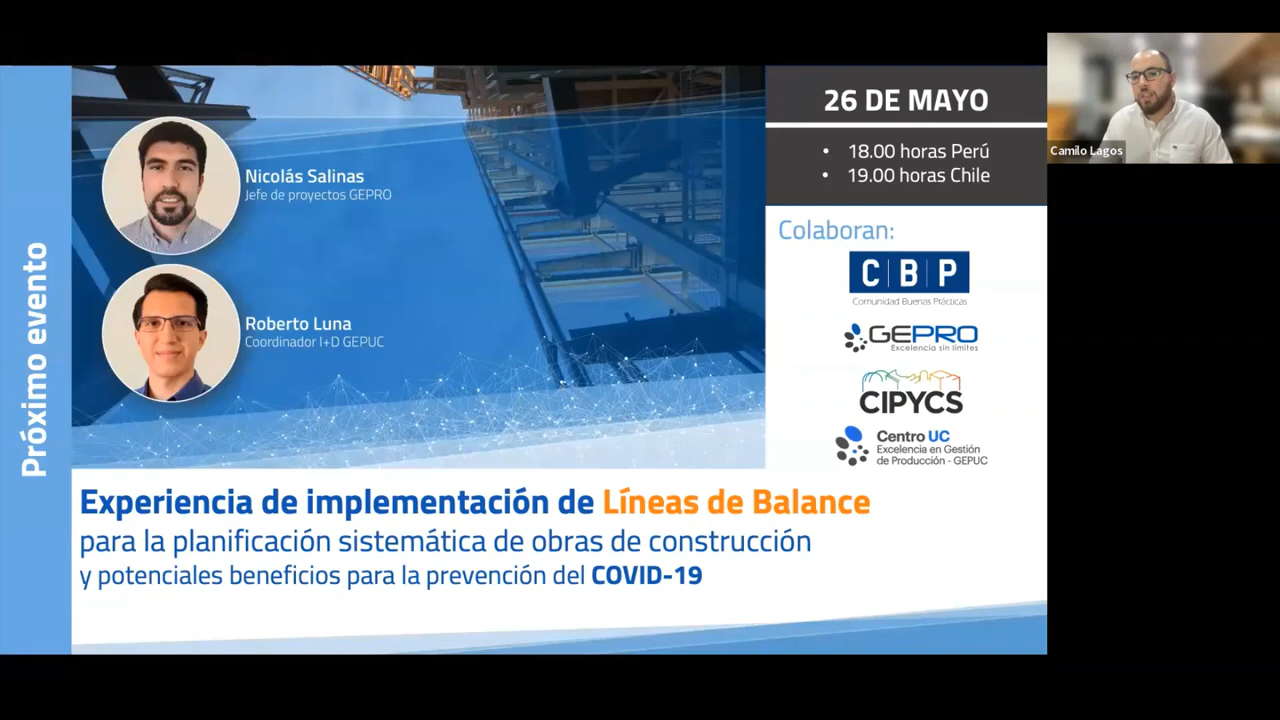 Próximo evento
Nicolás Salinas
Jefe de proyectos GEPRO
Roberto Luna
Coordinador I+D GEPUC
26 DE MAYO
• 18.00 horas Perú
• 19.00 horas Chile
Colaboran:
CBP
Comunidad Buenas Prácticas
GEPRO
Excelencia sin límites
CIPYCS
Centro UC
Excelencia en Gestión
de Producción - GEPUC
Experiencia de implementación de Líneas de Balance
para la planificación sistemática de obras de construcción
y potenciales beneficios para la prevención del COVID-19
Camilo Lagos